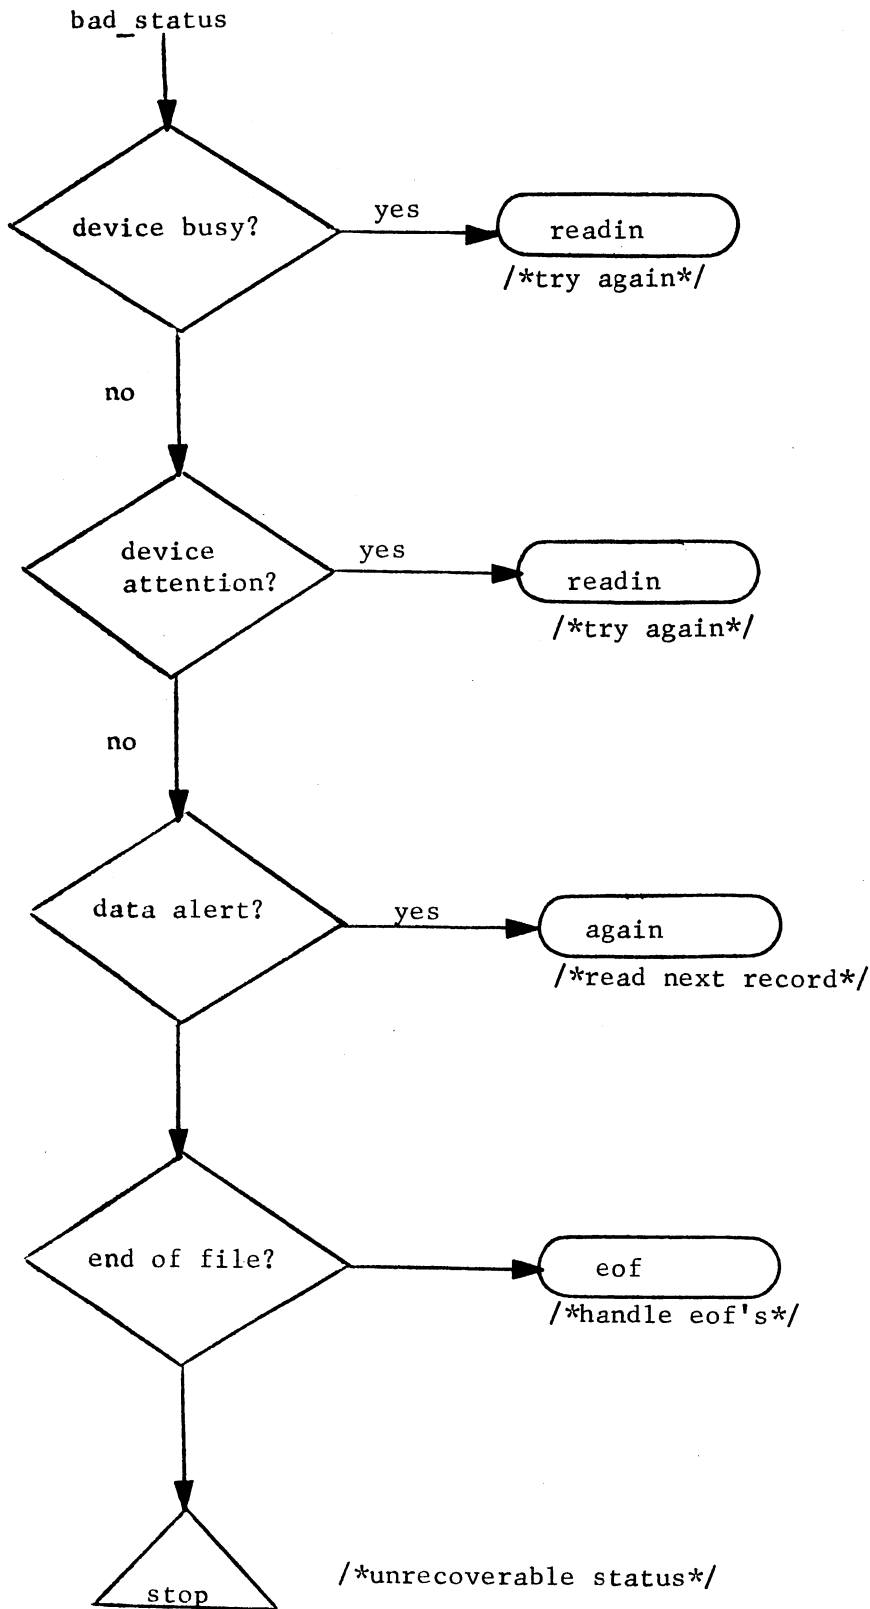 bad_status
device busy?
yes
readin
/*try again*/
no
device
attention?
yes
readin
/*try again*/
no
data alert?
yes
again
/*read next record*/
end of file?
eof
/*handle eof's*/
stop
/*unrecoverable status*/